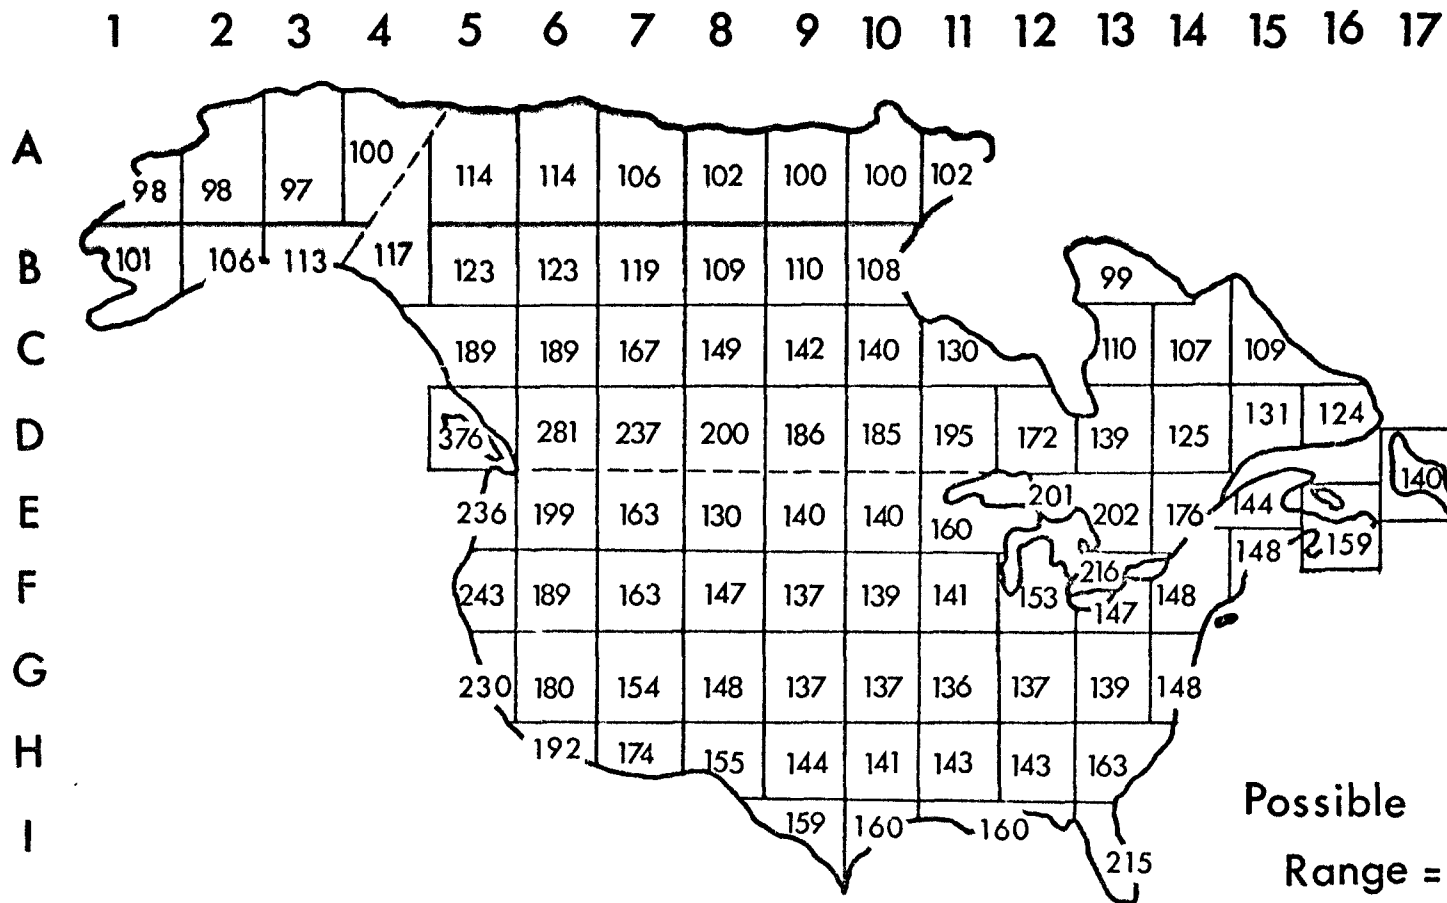 1 2 3 4 5 6 7 8 9 10 11 12 13 14 15 16 17
A 98 98 97 100 114 114 106 102 100 100 102
B 101 106 113 117 123 123 119 109 110 108 99
C 189 189 167 149 142 140 130 110 107 109
D 376 281 237 200 186 185 195 172 139 125 131 124
140
E 236 199 163 130 140 140 160 201 202 176 144
148 159
F 243 189 163 147 137 139 141 153 216 147 148
G 230 180 154 148 137 137 136 137 139 148
H 192 174 155 144 141 143 143 163
I 159 160 160 215
Possible
Range =